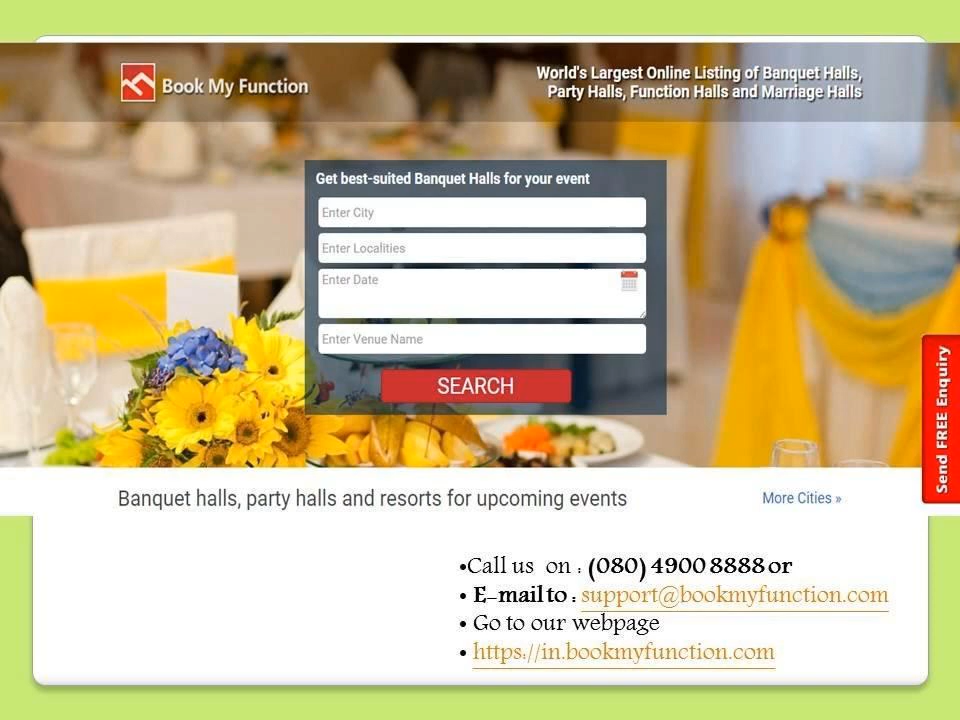 Book My Function
World's Largest Online Listing of Banquet Halls,
Party Halls, Function Halls and Marriage Halls
Get best-suited Banquet Halls for your event
Enter City
Enter Localities
Enter Date
Enter Venue Name
SEARCH
Send FREE Enquiry
Banquet halls, party halls and resorts for upcoming events
More Cities »
•Call us on : (080) 4900 8888 or
• E-mail to : support@bookmyfunction.com
• Go to our webpage
• https://in.bookmyfunction.com